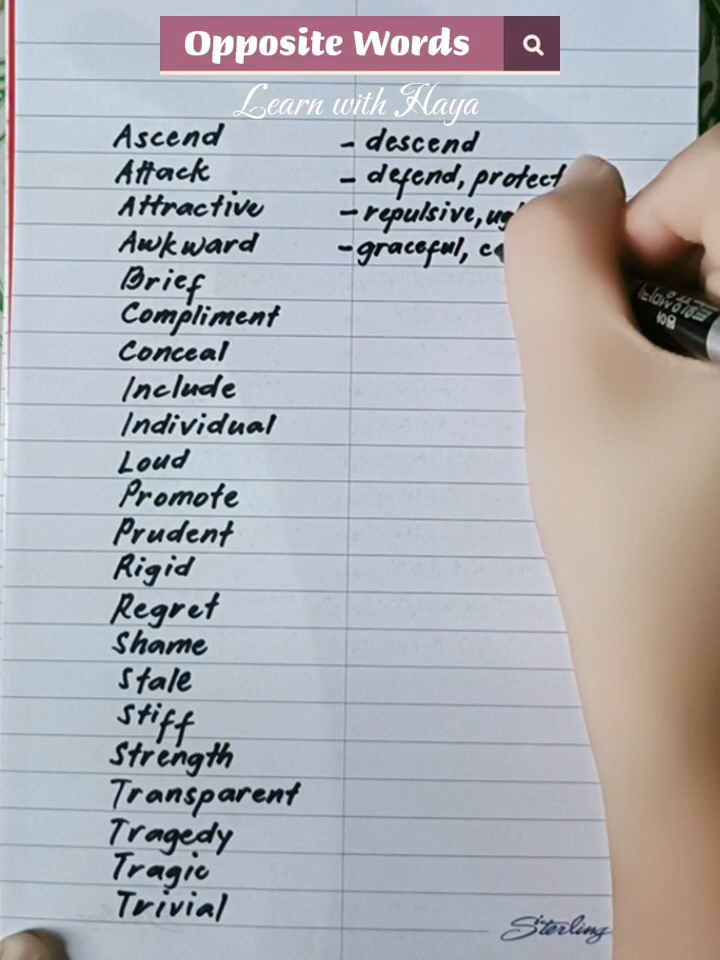 Opposite Words
Learn with Haya
Ascend - descend
Attack - defend, protect
Attractive - repulsive,
Awkward - graceful,
Brief
Compliment
Conceal
Include
Individual
Loud
Promote
Prudent
Rigid
Regret
Shame
Stale
Stiff
Strength
Transparent
Tragedy
Tragic
Trivial
Sterling